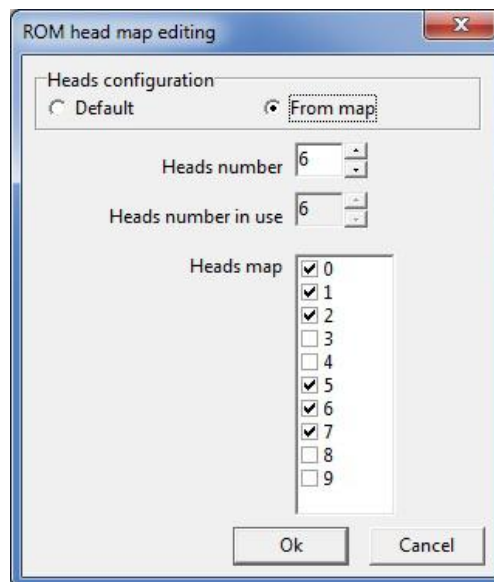 ROM head map editing
Heads configuration
Default From map
Heads number 6
Heads number in use 6
Heads map
0
1
2
3
4
5
6
7
8
9
Ok Cancel